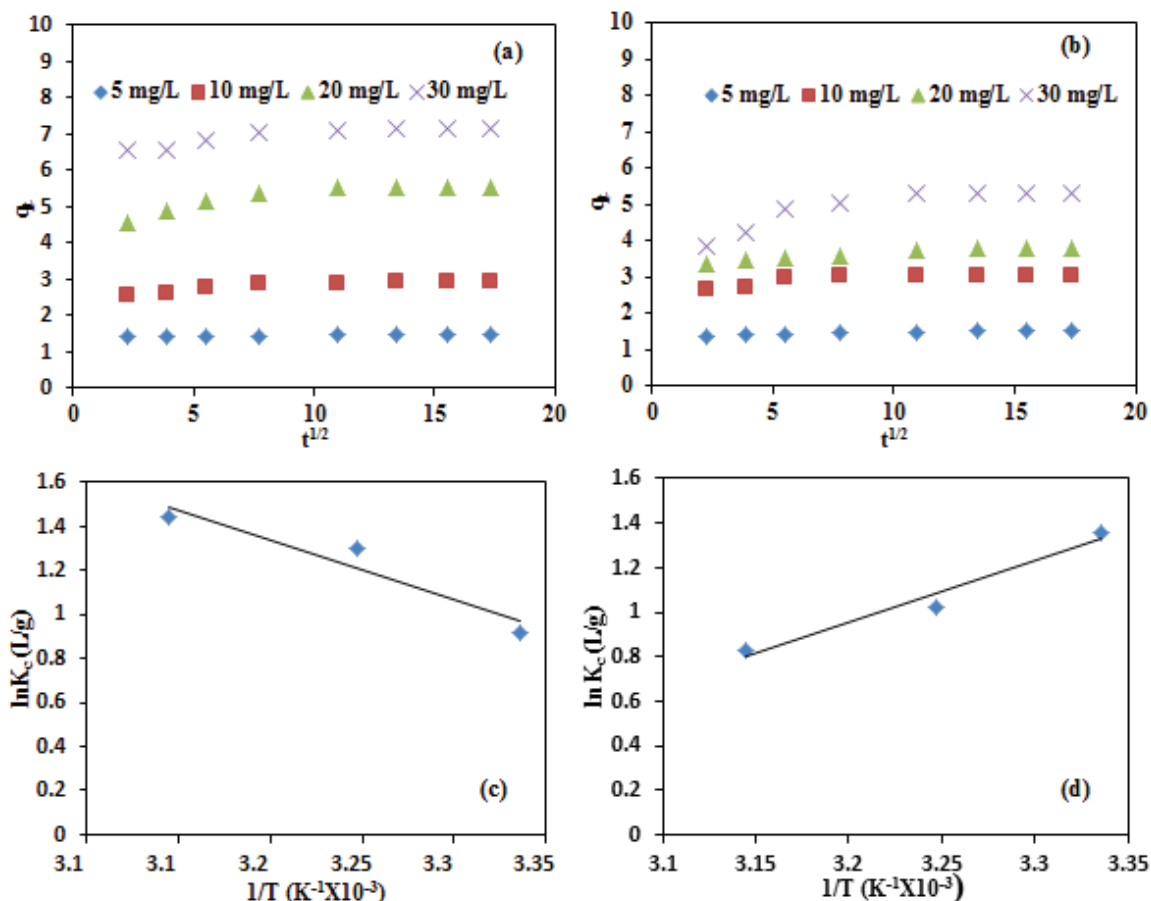 (a)
5 mg/L 10 mg/L 20 mg/L 30 mg/L
10
9
8
7
6
5
4
3
2
1
0
qt
0 5 10 15 20
t1/2
(b)
5 mg/L 10 mg/L 20 mg/L 30 mg/L
10
9
8
7
6
5
4
3
2
1
0
qt
0 5 10 15 20
t1/2
1.6
1.4
1.2
1
0.8
0.6
0.4
0.2
0
lnKc (L/g)
(c)
3.1 3.1 3.2 3.25 3.3 3.35
1/T (K-1X10-3)
1.6
1.4
1.2
1
0.8
0.6
0.4
0.2
0
ln Kc (L/g)
(d)
3.1 3.15 3.2 3.25 3.3 3.35
1/T (K-1X10-3)